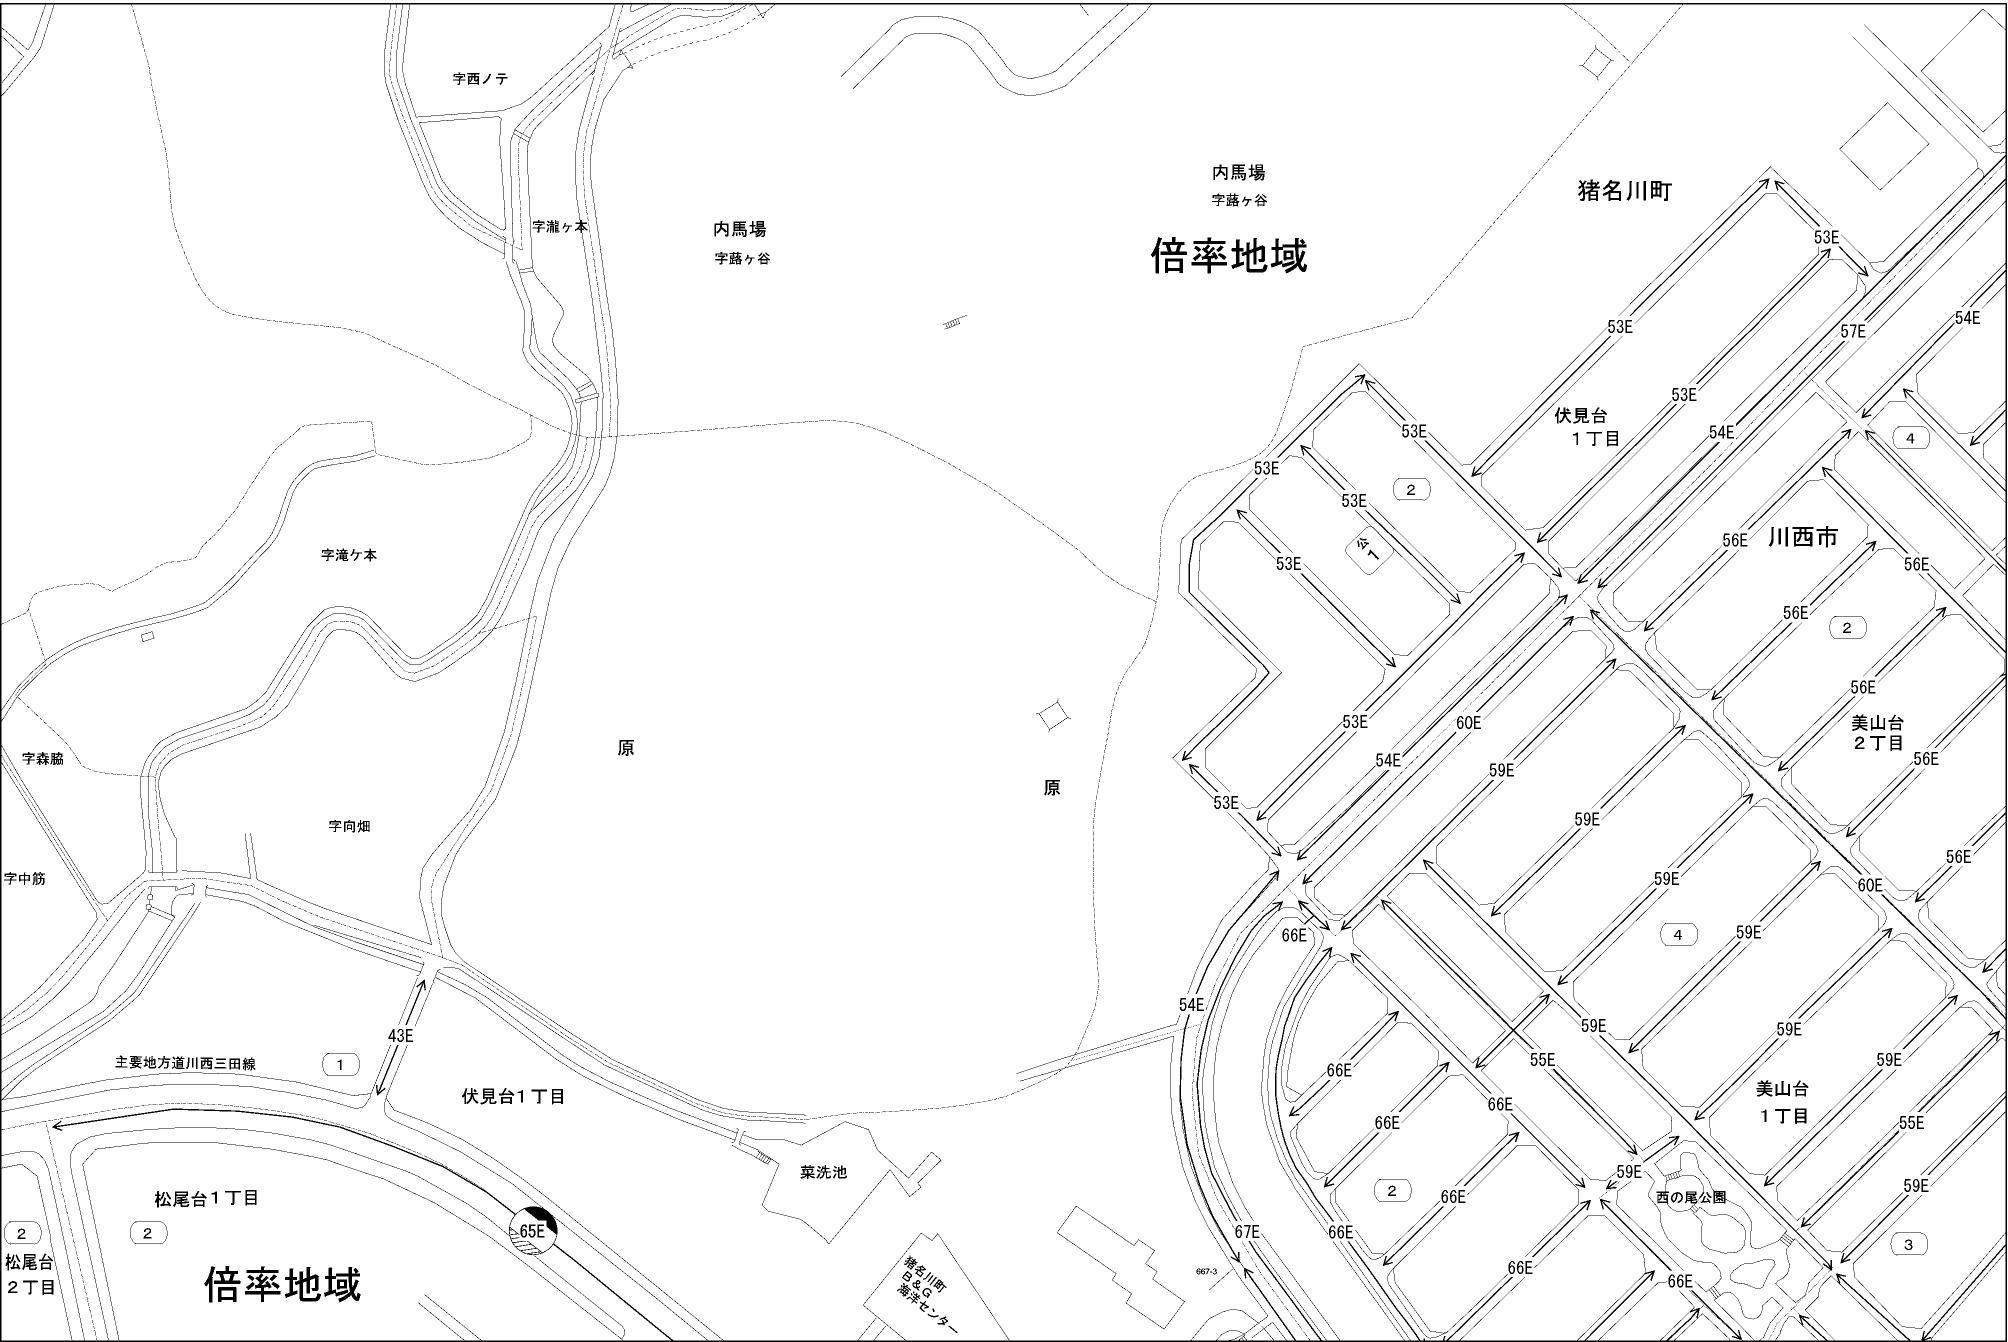 字西ノテ
内馬場
字蕗ヶ谷
猪名川町
字瀧ヶ本
内馬場
字蕗ヶ谷
倍率地域
53E
54E
57E
53E
53E
伏見台
1丁目
54E
53E
4
53E
2
53E
公
1
53E
56E
川西市
56E
字滝ケ本
56E
2
56E
美山台
2丁目
53E
60E
原
原
字森脇
54E
59E
56E
53E
59E
字向畑
56E
字中筋
59E
60E
59E
4
66E
54E
59E
59E
43E
主要地方道川西三田線
1
55E
59E
66E
伏見台1丁目
66E
美山台
1丁目
55E
66E
菜洗池
59E
59E
2
66E
西の尾公園
松尾台1丁目
2
2
65E
67E
66E
3
松尾台
2丁目
倍率地域
猪名川町
B&G
海洋センター
667-3
66E
66E